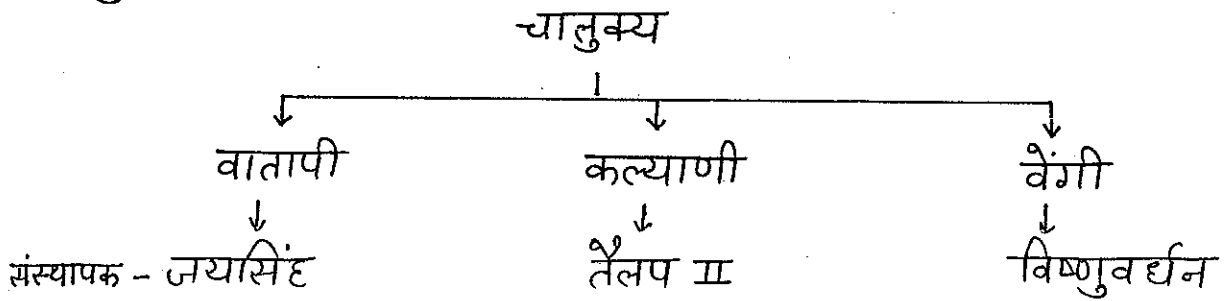 चालुक्य
वातापी कल्याणी वेंगी
संस्थापक - जयसिंह तैलप II विष्णुवर्धन